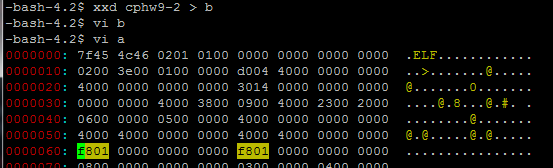 -bash-4.2$ xxd cphw9-2 > b
-bash-4.2$ vi b
-bash-4.2$ vi a
0000000: 7f45 4c46 0201 0100 0000 0000 0000 0000 .ELF............
0000010: 0200 3e00 0100 0000 d004 4000 0000 0000 ..>.......@.....
0000020: 4000 0000 0000 0000 3014 0000 0000 0000 @.......0.......
0000030: 0000 0000 4000 3800 0900 4000 2300 2000 ....@.8...@.#. .
0000040: 0600 0000 0500 0000 4000 0000 0000 0000 ........@.......
0000050: 4000 4000 0000 0000 4000 4000 0000 0000 @.@.....@.@.....
0000060: f801 0000 0000 0000 f801 0000 0000 0000 ................